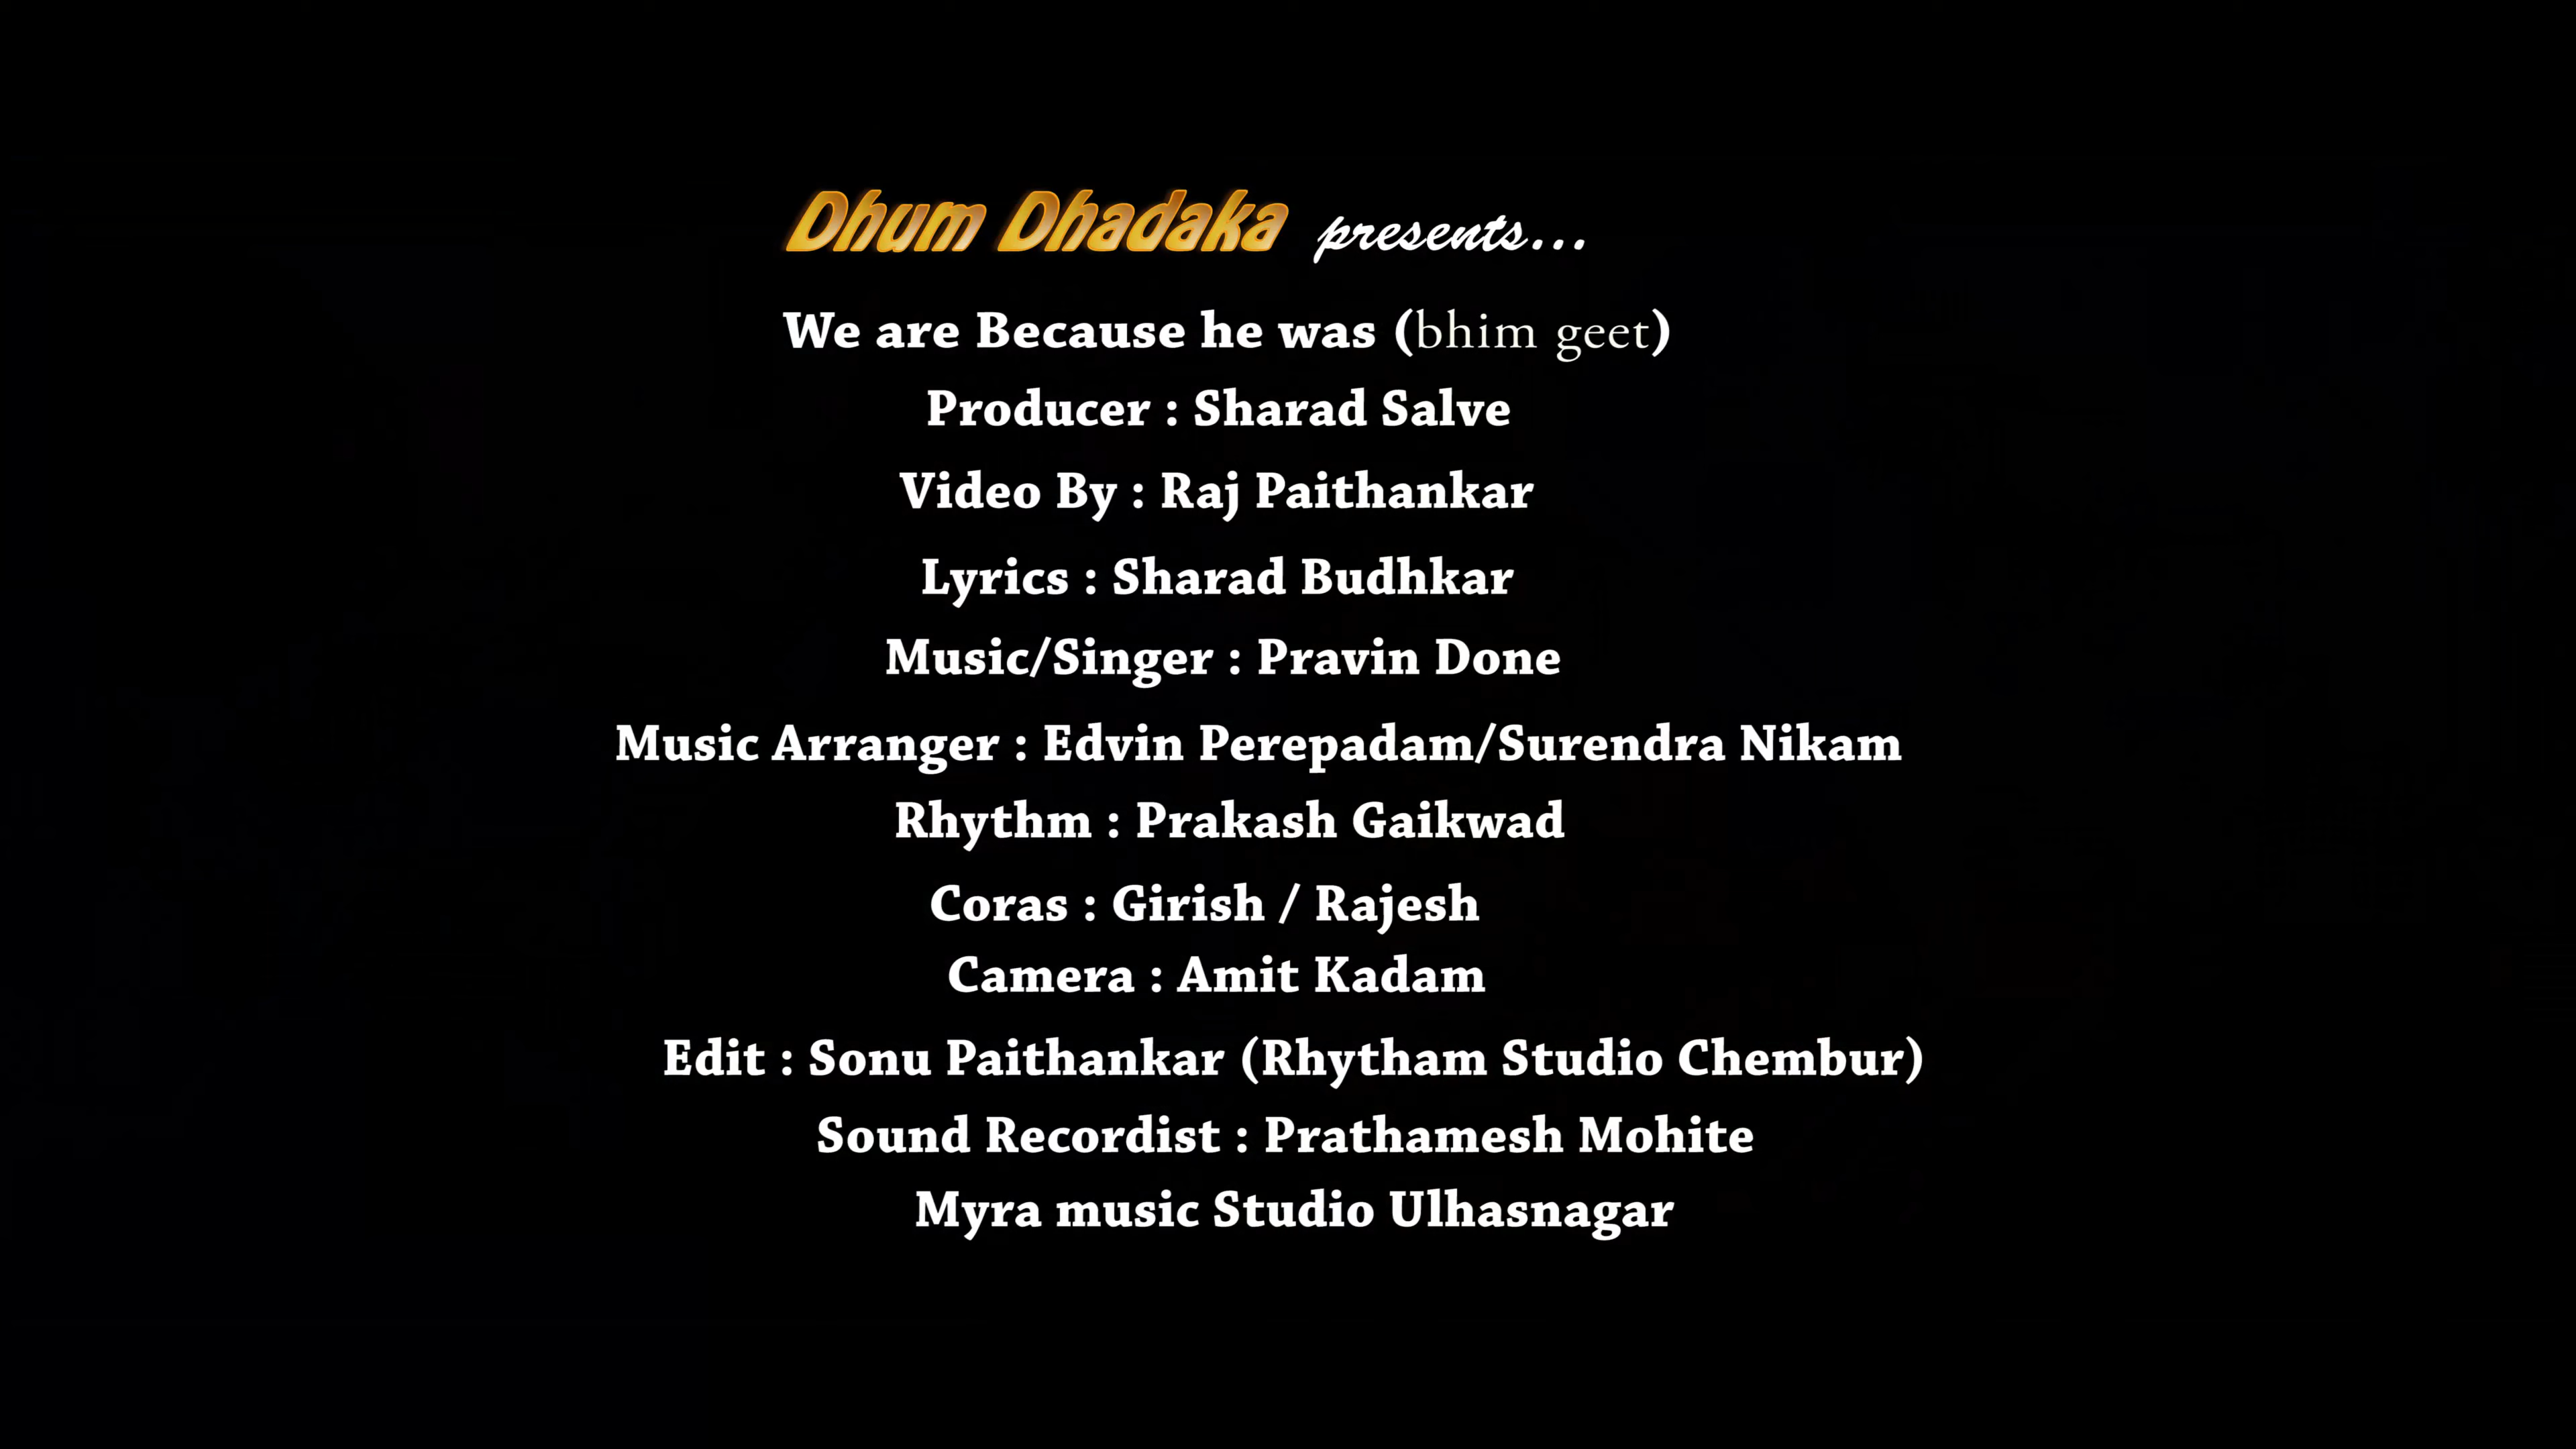 Dhum Dhadaka presents...
We are Because he was (bhim geet)
Producer : Sharad Salve
Video By : Raj Paithankar
Lyrics : Sharad Budhkar
Music/Singer : Pravin Done
Music Arranger : Edvin Perepadam/Surendra Nikam
Rhythm : Prakash Gaikwad
Coras : Girish / Rajesh
Camera : Amit Kadam
Edit : Sonu Paithankar (Rhytham Studio Chembur)
Sound Recordist : Prathamesh Mohite
Myra music Studio Ulhasnagar